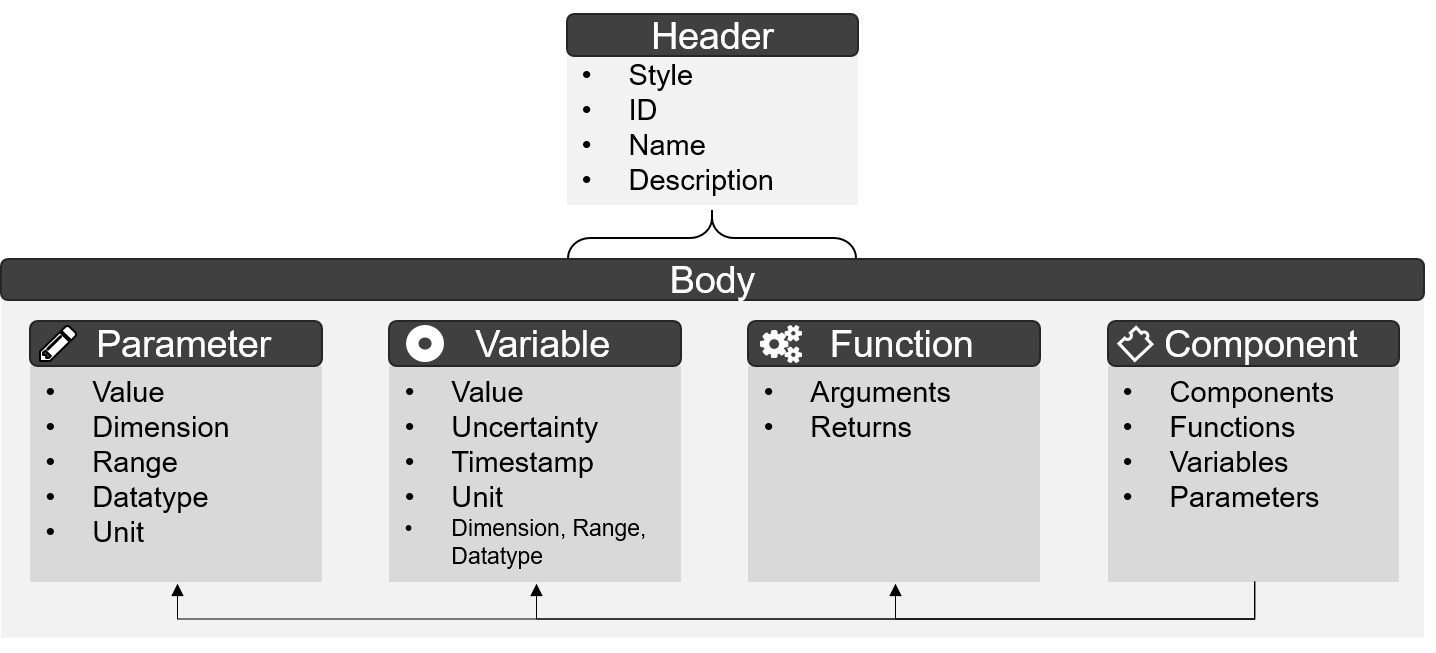 Header
• Style
• ID
• Name
• Description
Body
Parameter
• Value
• Dimension
• Range
• Datatype
• Unit
Variable
• Value
• Uncertainty
• Timestamp
• Unit
• Dimension, Range,
Datatype
Function
• Arguments
• Returns
Component
• Components
• Functions
• Variables
• Parameters